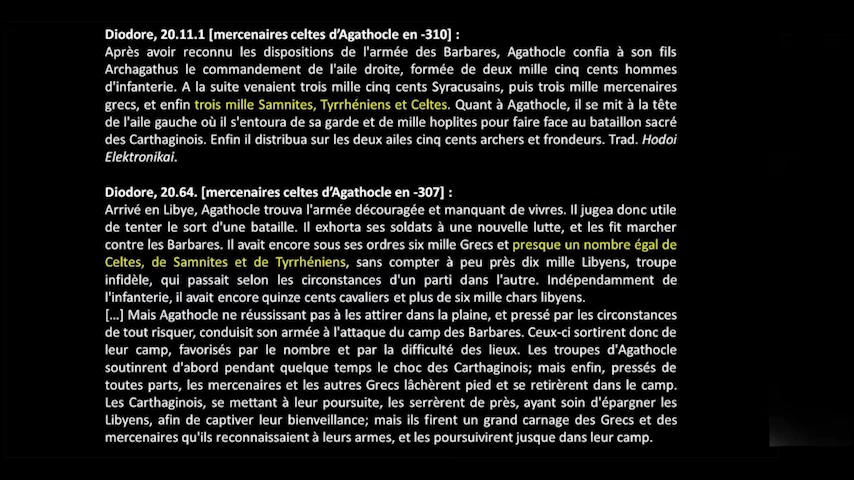 Diodore, 20.11.1 [mercenaires celtes d’Agathocle en -310] :
Après avoir reconnu les dispositions de l'armée des Barbares, Agathocle confia à son fils
Archagathus le commandement de l'aile droite, formée de deux mille cinq cents hommes
d'infanterie. A la suite venaient trois mille cinq cents Syracusains, puis trois mille mercenaires
grecs, et enfin trois mille Samnites, Tyrrhéniens et Celtes. Quant à Agathocle, il se mit à la tête
de l'aile gauche où il s'entoura de sa garde et de mille hoplites pour faire face au bataillon sacré
des Carthaginois. Enfin il distribua sur les deux ailes cinq cents archers et frondeurs. Trad. Hodoi
Elektronikai.
Diodore, 20.64. [mercenaires celtes d’Agathocle en -307] :
Arrivé en Libye, Agathocle trouva l'armée découragée et manquant de vivres. Il jugea donc utile
de tenter le sort d'une bataille. Il exhorta ses soldats à une nouvelle lutte, et les fit marcher
contre les Barbares. Il avait encore sous ses ordres six mille Grecs et presque un nombre égal de
Celtes, de Samnites et de Tyrrhéniens, sans compter à peu près dix mille Libyens, troupe
infidèle, qui passait selon les circonstances d'un parti dans l'autre. Indépendamment de
l'infanterie, il avait encore quinze cents cavaliers et plus de six mille chars libyens.
[…] Mais Agathocle ne réussissant pas à les attirer dans la plaine, et pressé par les circonstances
de tout risquer, conduisit son armée à l'attaque du camp des Barbares. Ceux-ci sortirent donc de
leur camp, favorisés par le nombre et par la difficulté des lieux. Les troupes d'Agathocle
soutinrent d'abord pendant quelque temps le choc des Carthaginois; mais enfin, pressés de
toutes parts, les mercenaires et les autres Grecs lâchèrent pied et se retirèrent dans le camp.
Les Carthaginois, se mettant à leur poursuite, les serrèrent de près, ayant soin d'épargner les
Libyens, afin de captiver leur bienveillance; mais ils firent un grand carnage des Grecs et des
mercenaires qu'ils reconnaissaient à leurs armes, et les poursuivirent jusque dans leur camp.